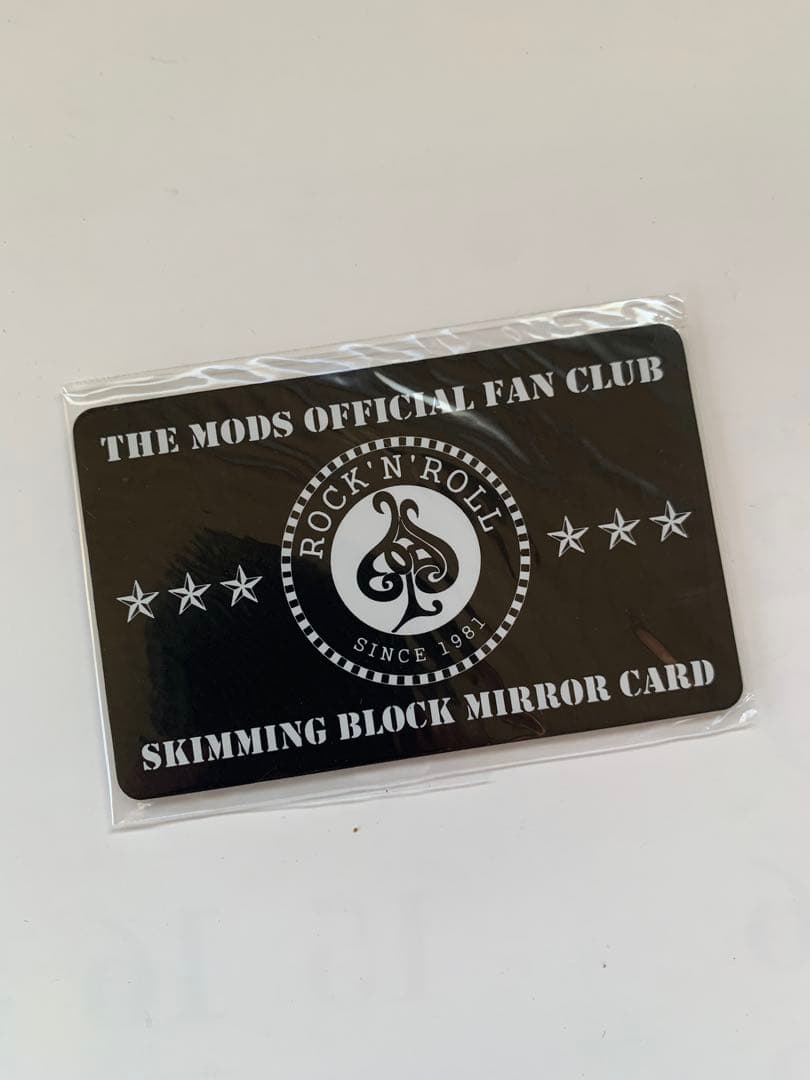 THE MODS OFFICIAL FAN CLUB
ROCK'N'ROLL
SINCE 1981
SKIMMING BLOCK MIRROR CARD